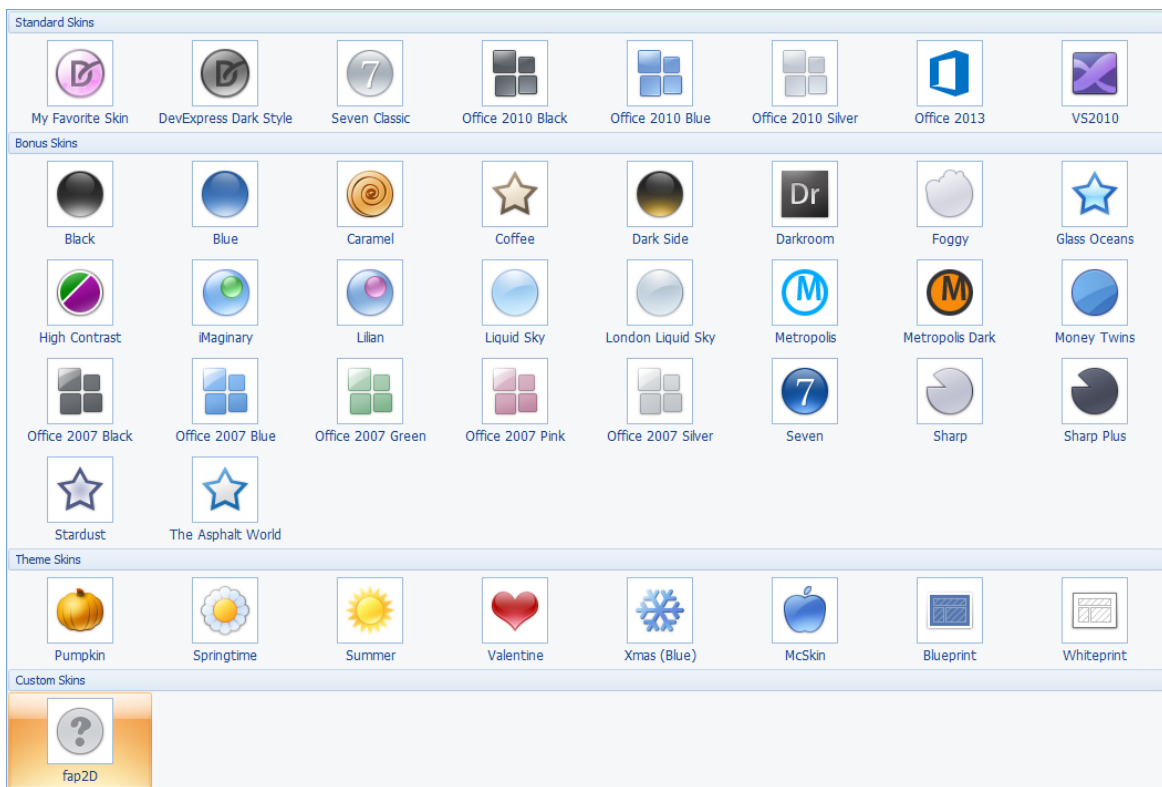 Standard Skins
My Favorite Skin DevExpress Dark Style Seven Classic Office 2010 Black Office 2010 Blue Office 2010 Silver Office 2013 VS2010
Bonus Skins
Dr
Black Blue Caramel Coffee Dark Side Darkroom Foggy Glass Oceans
M M
High Contrast iMaginary Lilian Liquid Sky London Liquid Sky Metropolis Metropolis Dark Money Twins
7
Office 2007 Black Office 2007 Blue Office 2007 Green Office 2007 Pink Office 2007 Silver Seven Sharp Sharp Plus
Stardust The Asphalt World
Theme Skins
Pumpkin Springtime Summer Valentine Xmas (Blue) McSkin Blueprint Whiteprint
Custom Skins
?
fap2D